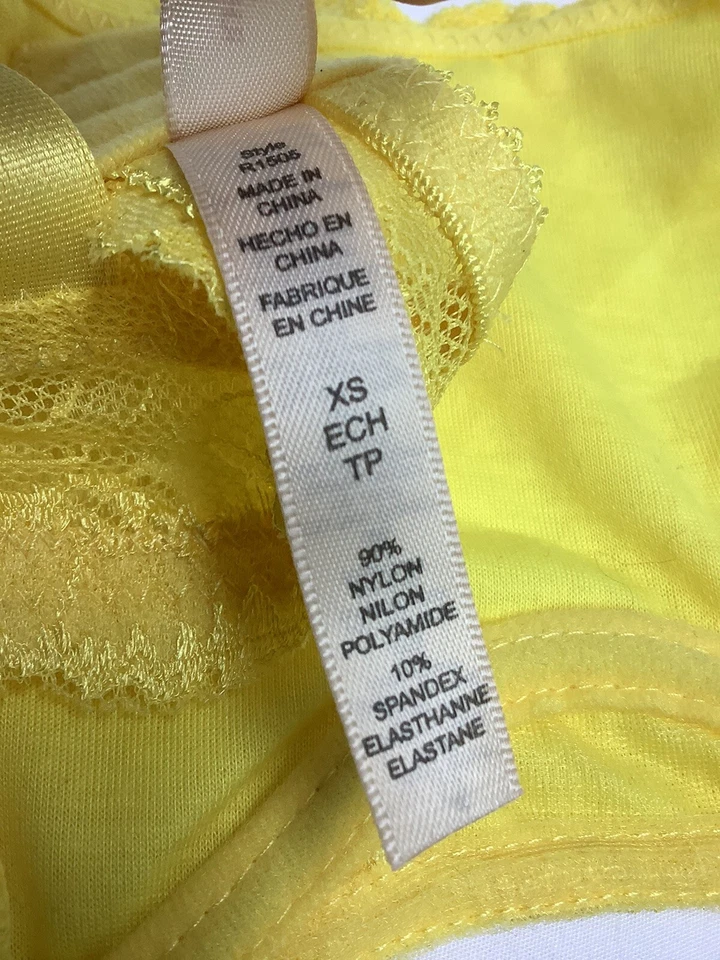 Style
R1505
MADE IN
CHINA
HECHO EN
CHINA
FABRIQUE
EN CHINE
XS
ECH
TP
90%
NYLON
NILON
POLYAMIDE
10%
SPANDEX
ELASTHANNE
ELASTANE